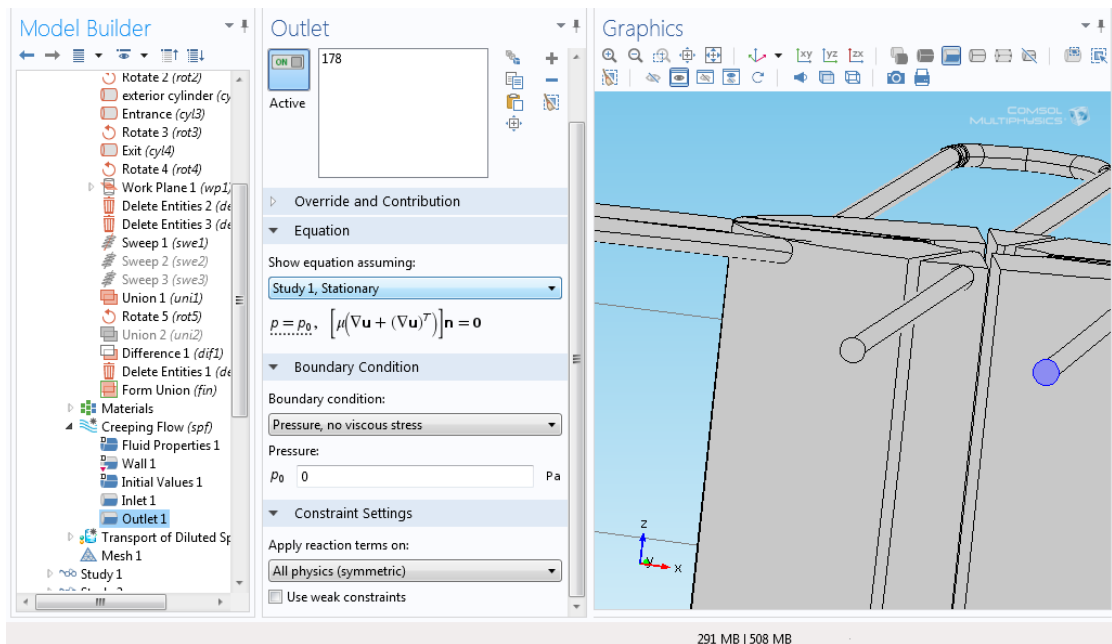 Model Builder
Rotate 2 (rot2)
exterior cylinder (cy
Entrance (cyl3)
Rotate 3 (rot3)
Exit (cyl4)
Rotate 4 (rot4)
Work Plane 1 (wp1)
Delete Entities 2 (de
Delete Entities 3 (de
Sweep 1 (swe1)
Sweep 2 (swe2)
Sweep 3 (swe3)
Union 1 (uni1)
Rotate 5 (rot5)
Union 2 (uni2)
Difference 1 (dif1)
Delete Entities 1 (de
Form Union (fin)
Materials
Creeping Flow (spf)
Fluid Properties 1
Wall 1
Initial Values 1
Inlet 1
Outlet 1
Transport of Diluted Sp
Mesh 1
Study 1
Outlet
ON
Active
178
Override and Contribution
Equation
Show equation assuming:
Study 1, Stationary
p = p₀, [μ(∇u + (∇u)ᵀ)]n = 0
Boundary Condition
Boundary condition:
Pressure, no viscous stress
Pressure:
p₀ 0 Pa
Constraint Settings
Apply reaction terms on:
All physics (symmetric)
Use weak constraints
Graphics
xy yz zx
COMSOL
MULTIPHYSICS
z
y x
291 MB | 508 MB